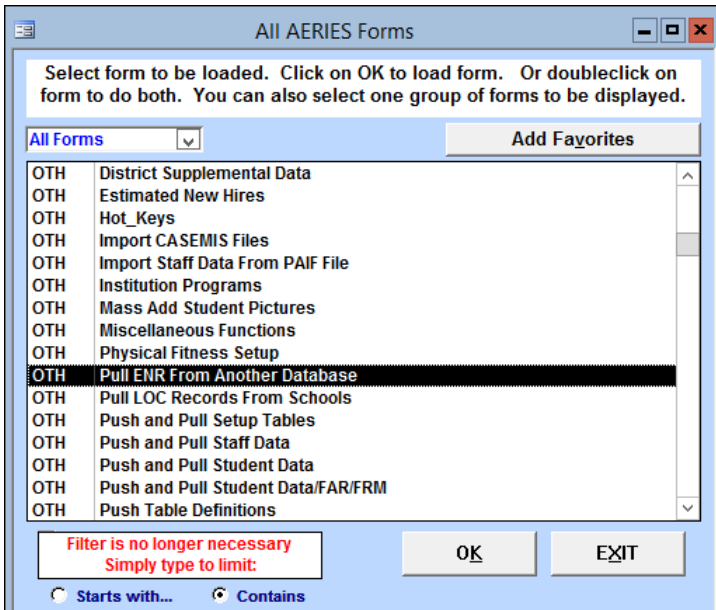 All AERIES Forms
Select form to be loaded. Click on OK to load form. Or doubleclick on
form to do both. You can also select one group of forms to be displayed.
All Forms
Add Favorites
OTH District Supplemental Data
OTH Estimated New Hires
OTH Hot_Keys
OTH Import CASEMIS Files
OTH Import Staff Data From PAIF File
OTH Institution Programs
OTH Mass Add Student Pictures
OTH Miscellaneous Functions
OTH Physical Fitness Setup
OTH Pull ENR From Another Database
OTH Pull LOC Records From Schools
OTH Push and Pull Setup Tables
OTH Push and Pull Staff Data
OTH Push and Pull Student Data
OTH Push and Pull Student Data/FAR/FRM
OTH Push Table Definitions
Filter is no longer necessary
Simply type to limit:
OK
EXIT
Starts with... Contains